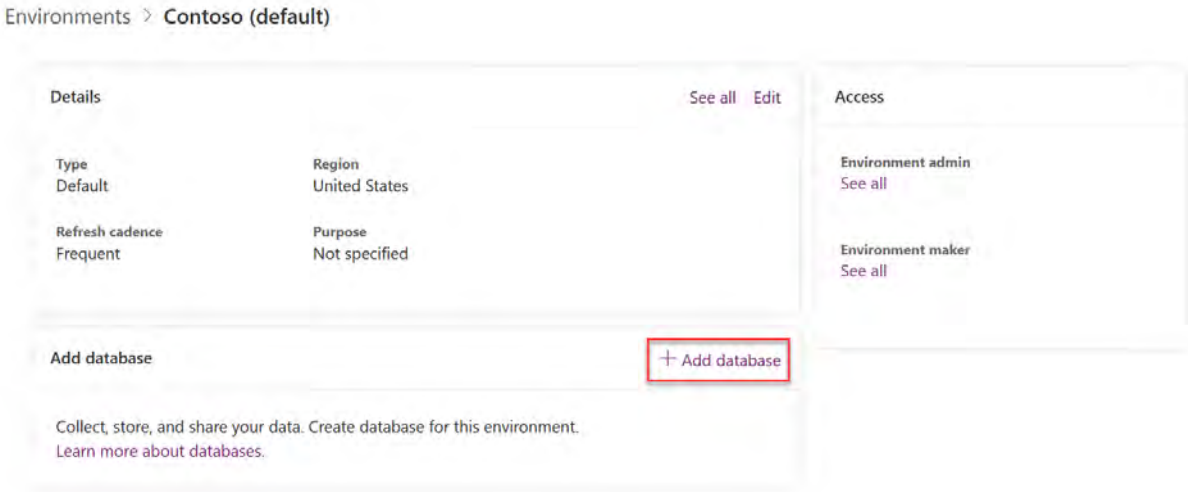 Environments > Contoso (default)
Details
See all Edit
Type
Default
Region
United States
Refresh cadence
Frequent
Purpose
Not specified
Access
Environment admin
See all
Environment maker
See all
Add database
+ Add database
Collect, store, and share your data. Create database for this environment.
Learn more about databases.